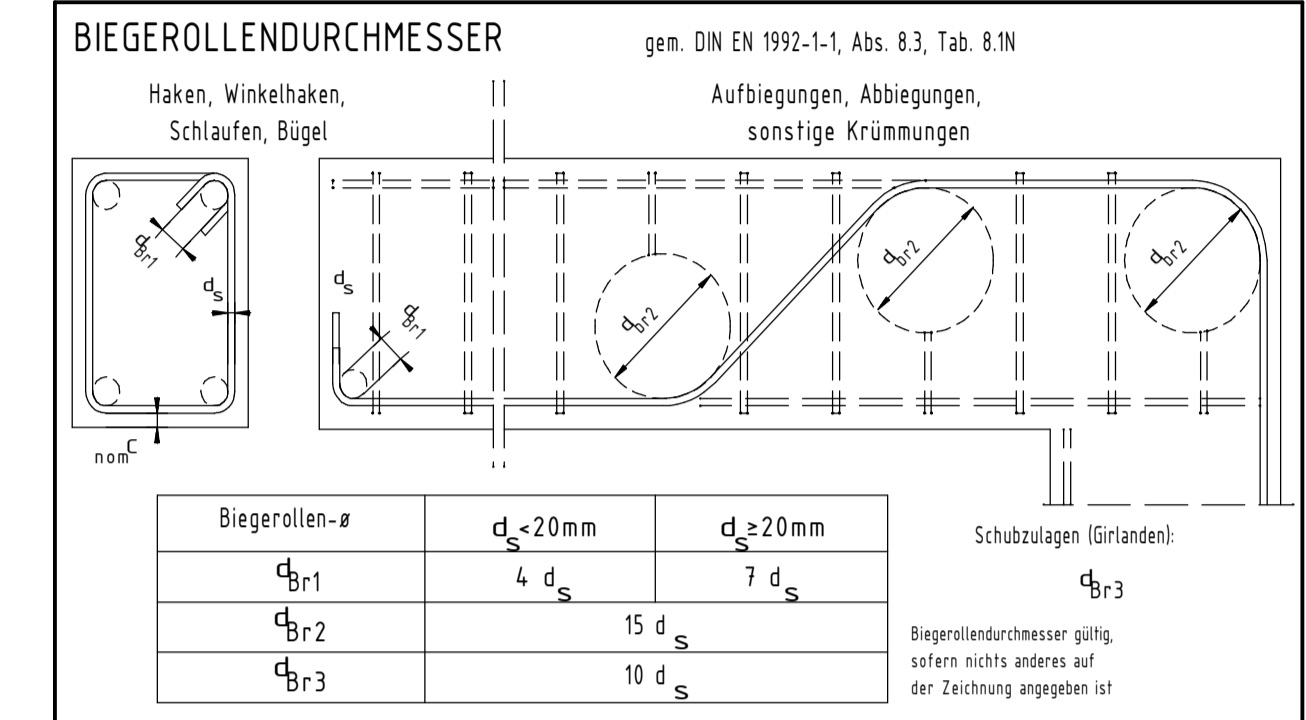 BIEGEROLLENDURCHMESSER
gem. DIN EN 1992-1-1, Abs. 8.3, Tab. 8.1N
Haken, Winkelhaken,
Schlaufen, Bügel
Aufbiegungen, Abbiegungen,
sonstige Krümmungen
dBr1
ds
nomC
ds
dBr1
dbr2
dbr2
dbr2
Biegerollen-ø ds<20mm ds≥20mm
dBr1 4 ds 7 ds
dBr2 15 ds
dBr3 10 ds
Schubzulagen (Girlanden):
dBr3
Biegerollendurchmesser gültig,
sofern nichts anderes auf
der Zeichnung angegeben ist